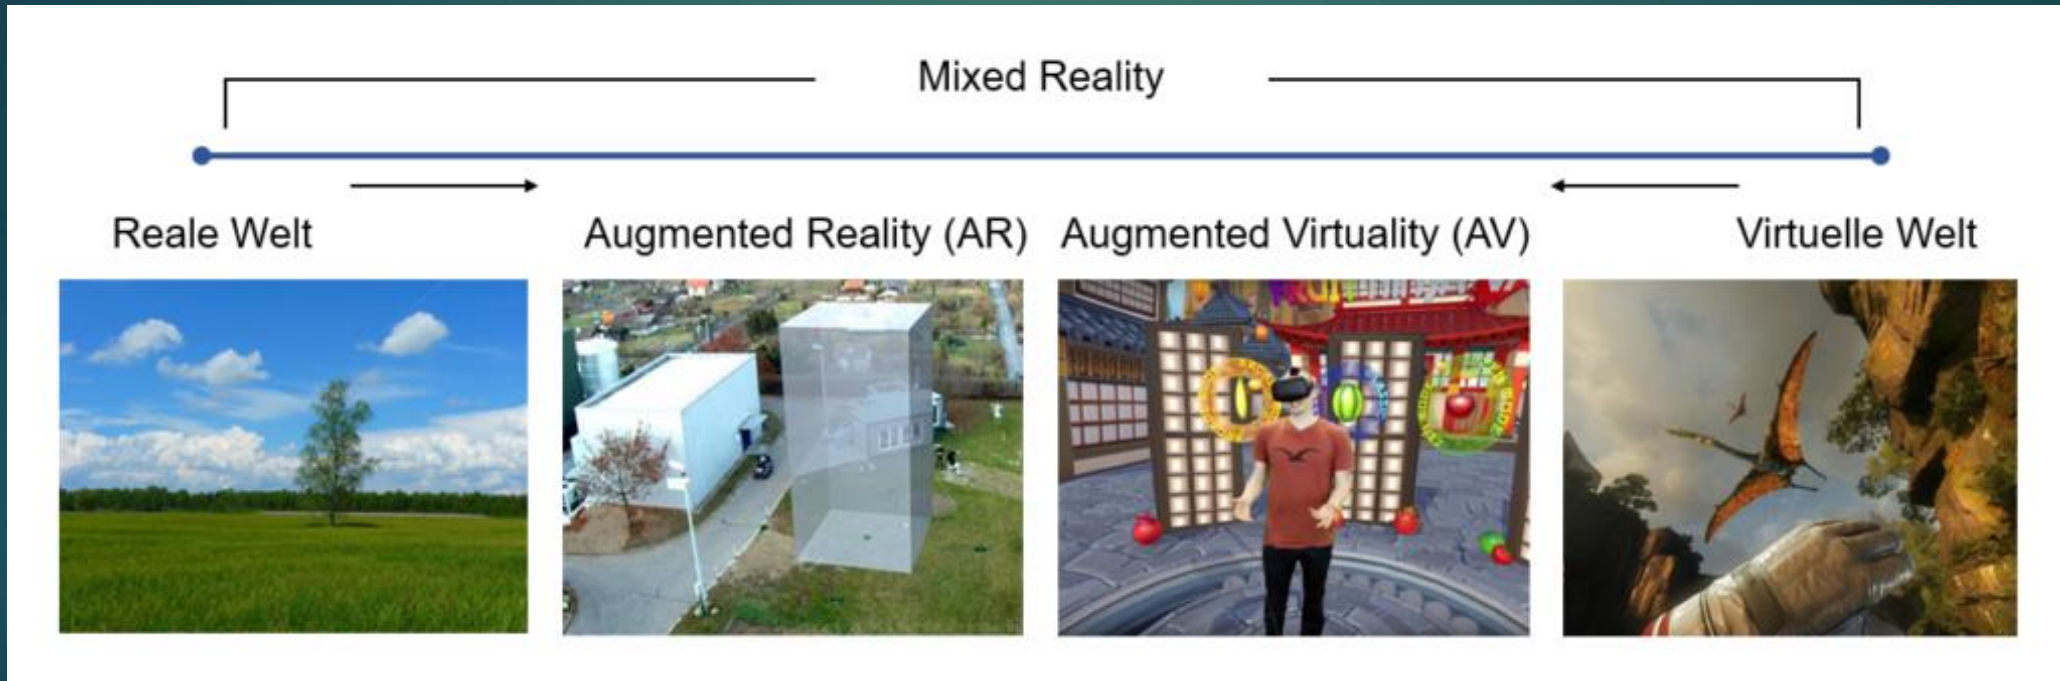 Mixed Reality
Reale Welt
Augmented Reality (AR)
Augmented Virtuality (AV)
Virtuelle Welt